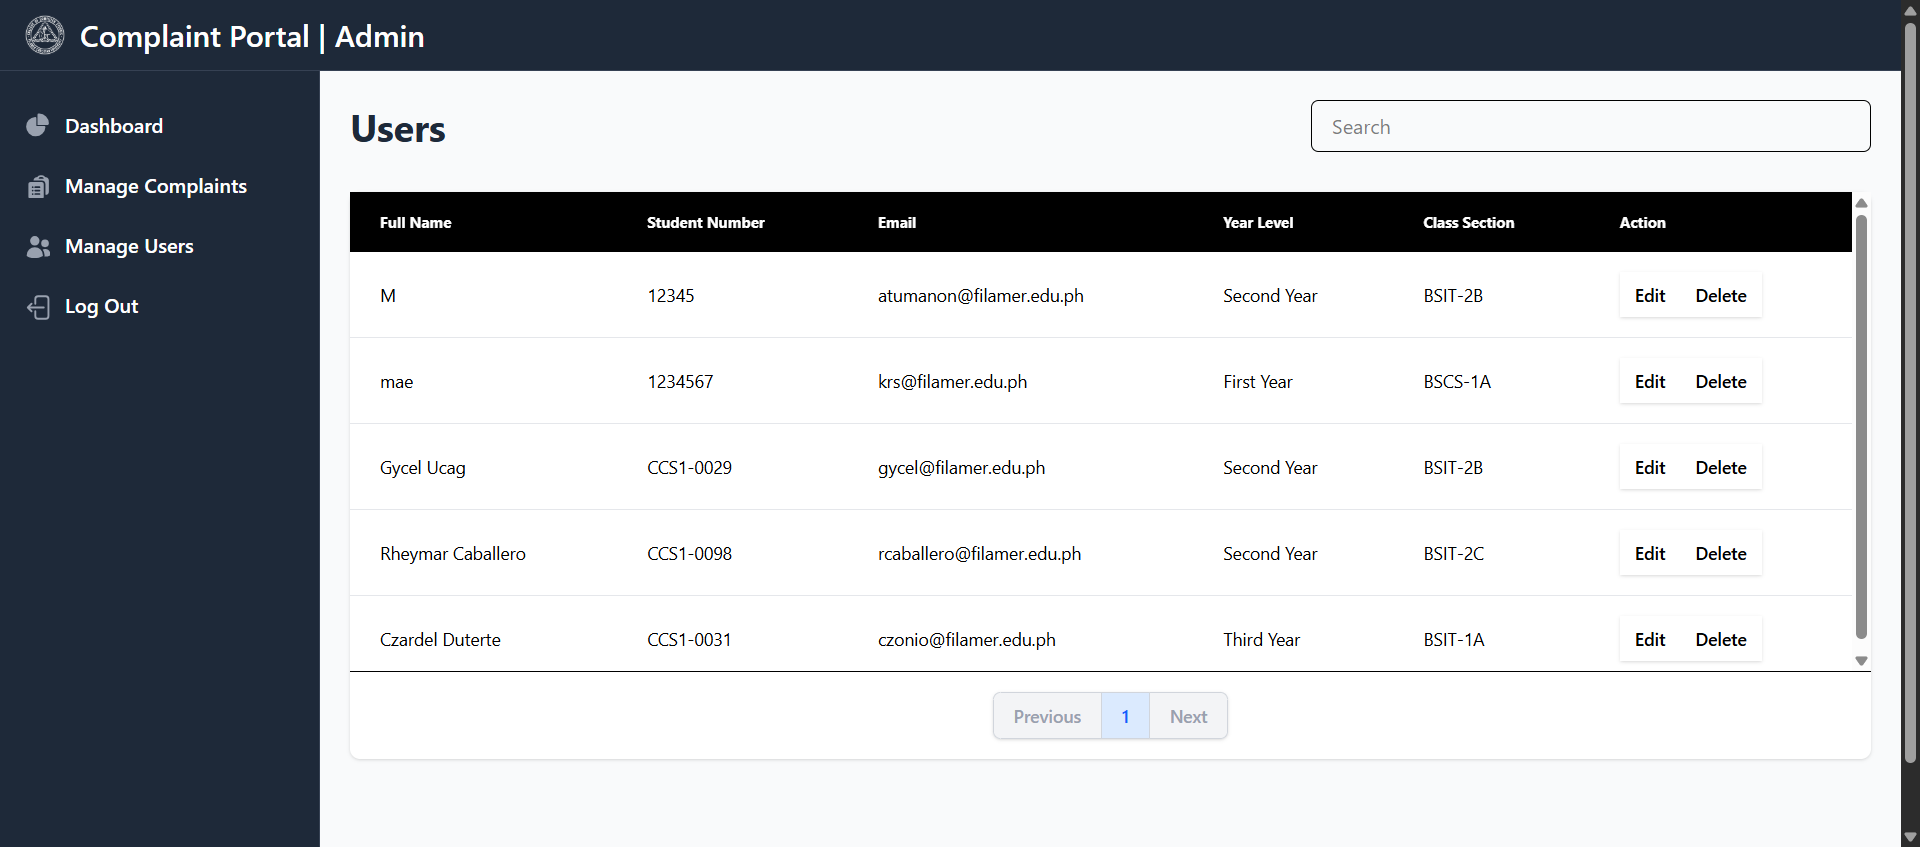 Complaint Portal | Admin
Dashboard
Manage Complaints
Manage Users
Log Out
Users
Search
Full Name Student Number Email Year Level Class Section Action
M 12345 atumanon@filamer.edu.ph Second Year BSIT-2B Edit Delete
mae 1234567 krs@filamer.edu.ph First Year BSCS-1A Edit Delete
Gycel Ucag CCS1-0029 gycel@filamer.edu.ph Second Year BSIT-2B Edit Delete
Rheymar Caballero CCS1-0098 rcaballero@filamer.edu.ph Second Year BSIT-2C Edit Delete
Czardel Duterte CCS1-0031 czonio@filamer.edu.ph Third Year BSIT-1A Edit Delete
Previous 1 Next